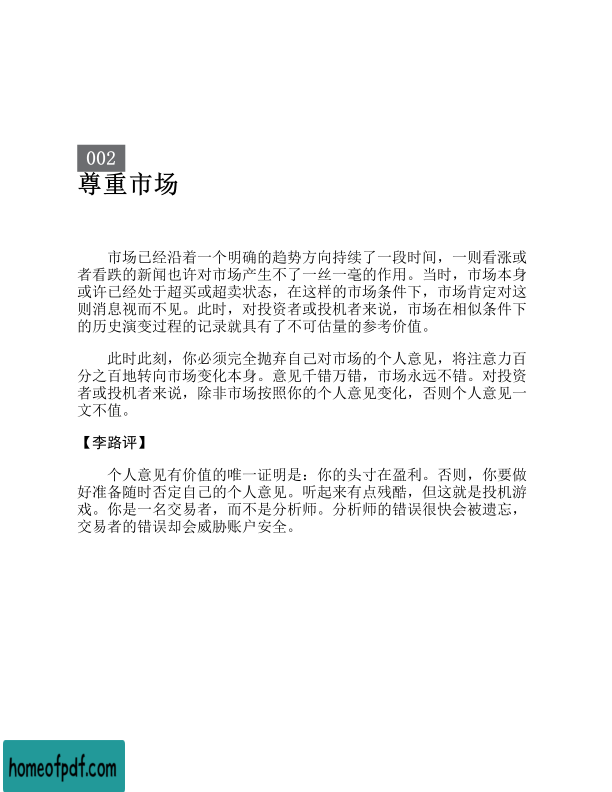 002
尊重市场
市场已经沿着一个明确的趋势方向持续了一段时间，一则看涨或
者看跌的新闻也许对市场产生不了一丝一毫的作用。当时，市场本身
或许已经处于超买或超卖状态，在这样的市场条件下，市场肯定对这
则消息视而不见。此时，对投资者或投机者来说，市场在相似条件下
的历史演变过程的记录就具有了不可估量的参考价值。
此时此刻，你必须完全抛弃自己对市场的个人意见，将注意力百
分之百地转向市场变化本身。意见千错万错，市场永远不错。对投资
者或投机者来说，除非市场按照你的个人意见变化，否则个人意见一
文不值。
【李路评】
个人意见有价值的唯一证明是：你的头寸在盈利。否则，你要做
好准备随时否定自己的个人意见。听起来有点残酷，但这就是投机游
戏。你是一名交易者，而不是分析师。分析师的错误很快会被遗忘，
交易者的错误却会威胁账户安全。
homeofpdf.com